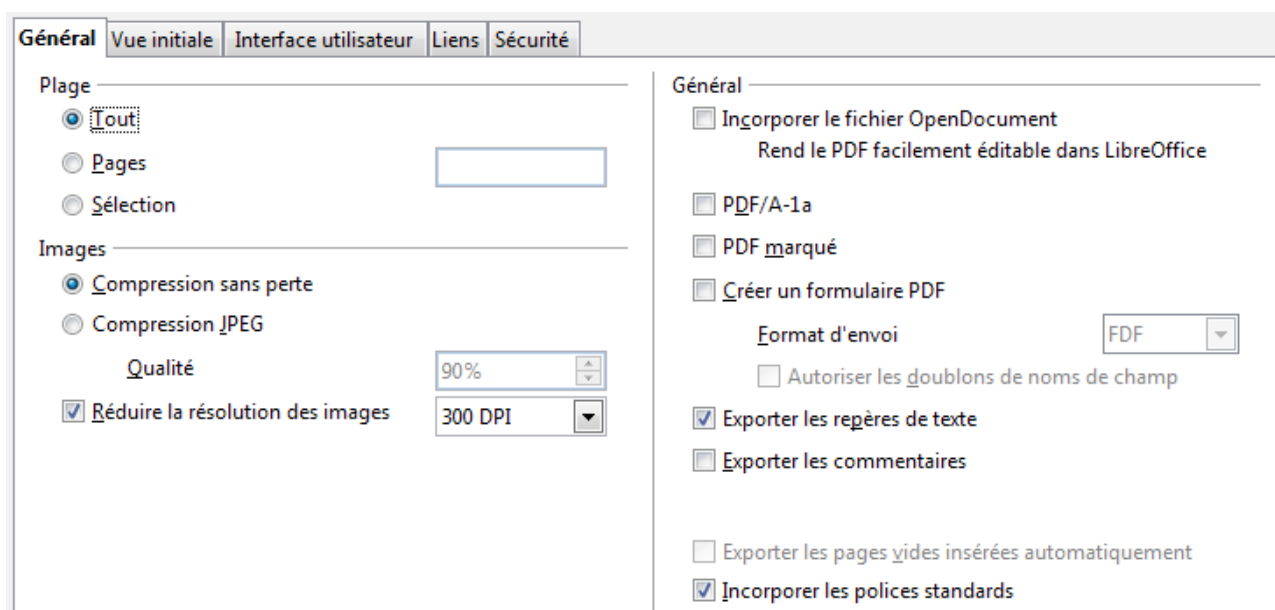 Général Vue initiale Interface utilisateur Liens Sécurité
Plage
Tout
Pages
Sélection
Images
Compression sans perte
Compression JPEG
Qualité 90%
Réduire la résolution des images 300 DPI
Général
Incorporer le fichier OpenDocument
Rend le PDF facilement éditable dans LibreOffice
PDF/A-1a
PDF marqué
Créer un formulaire PDF
Format d'envoi FDF
Autoriser les doublons de noms de champ
Exporter les repères de texte
Exporter les commentaires
Exporter les pages vides insérées automatiquement
Incorporer les polices standards